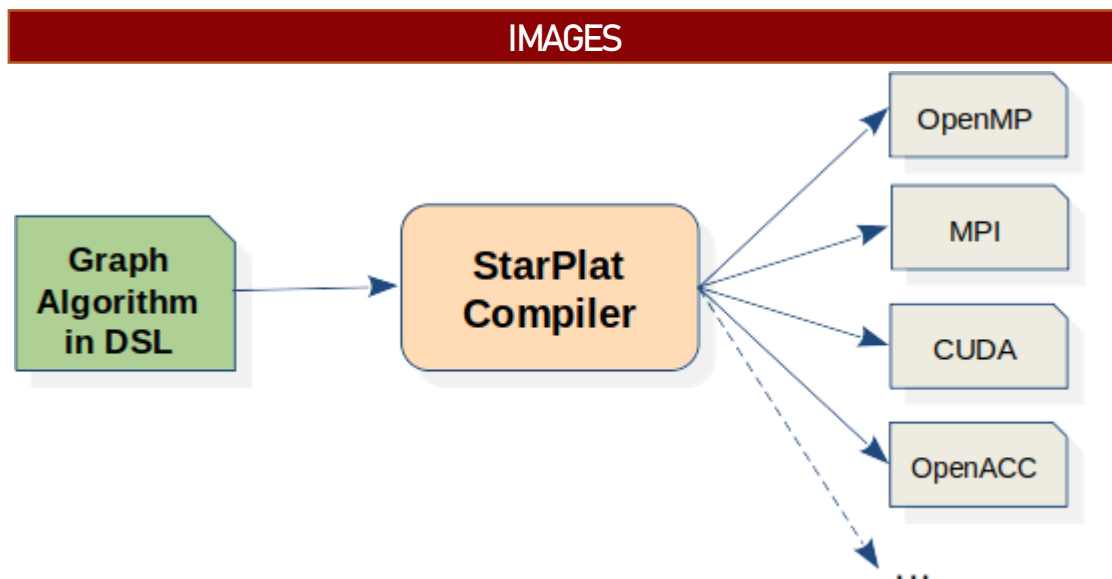 IMAGES
Graph
Algorithm
in DSL
StarPlat
Compiler
OpenMP
MPI
CUDA
OpenACC
...